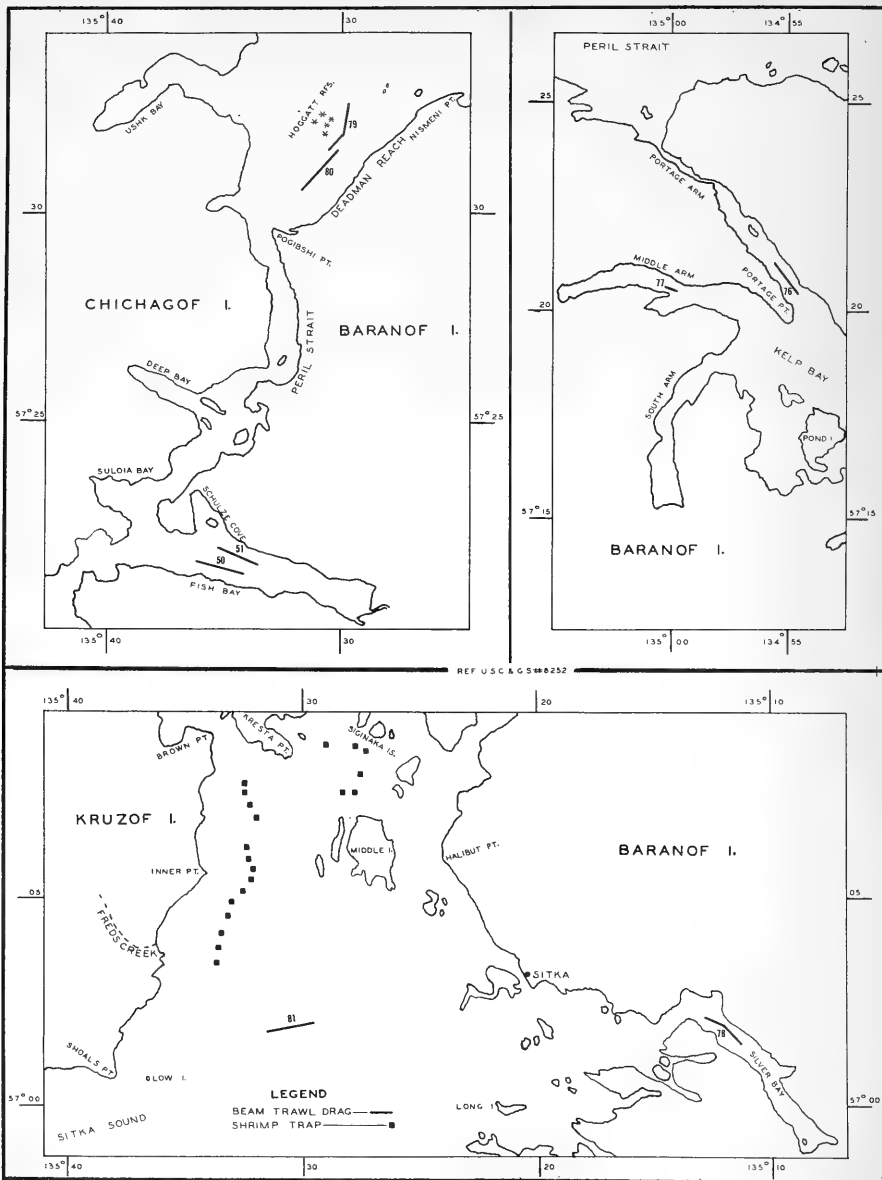 135° 40
30
USHK BAY
HOGGATT RFS.
79
NISMENI PT.
DEADMAN REACH
80
30
30
POGIBSHI PT.
CHICHAGOF I.
BARANOF I.
PERIL STRAIT
DEEP BAY
57° 25
57° 25
SULOIA BAY
SCHULZE COVE
51
50
FISH BAY
135° 40
30
135° 00
134° 55
PERIL STRAIT
25
25
PORTAGE ARM
MIDDLE ARM
77
PORTAGE PT.
76
20
20
KELP BAY
SOUTH ARM
POND I
57° 15
57° 15
BARANOF I.
135° 00
134° 55
REF U S C & G S #8252
135° 40
30
20
135° 10
BROWN PT.
KRESTA PT.
SIGINAKA IS.
KRUZOF I.
MIDDLE I.
HALIBUT PT.
BARANOF I.
INNER PT.
05
05
FREDS CREEK
SITKA
81
78
SILVER BAY
SHOALS PT.
LOW I.
57° 00
57° 00
LONG I
SITKA SOUND
LEGEND
BEAM TRAWL DRAG
SHRIMP TRAP
135° 40
30
20
135° 10